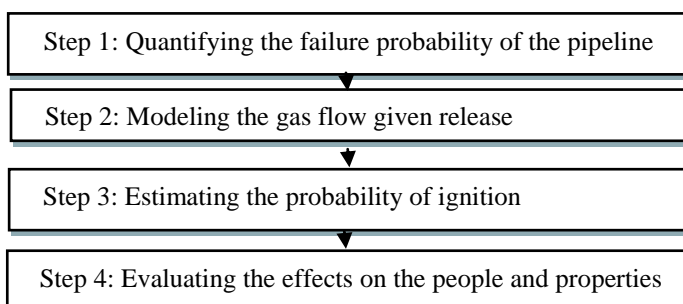 Step 1: Quantifying the failure probability of the pipeline
Step 2: Modeling the gas flow given release
Step 3: Estimating the probability of ignition
Step 4: Evaluating the effects on the people and properties